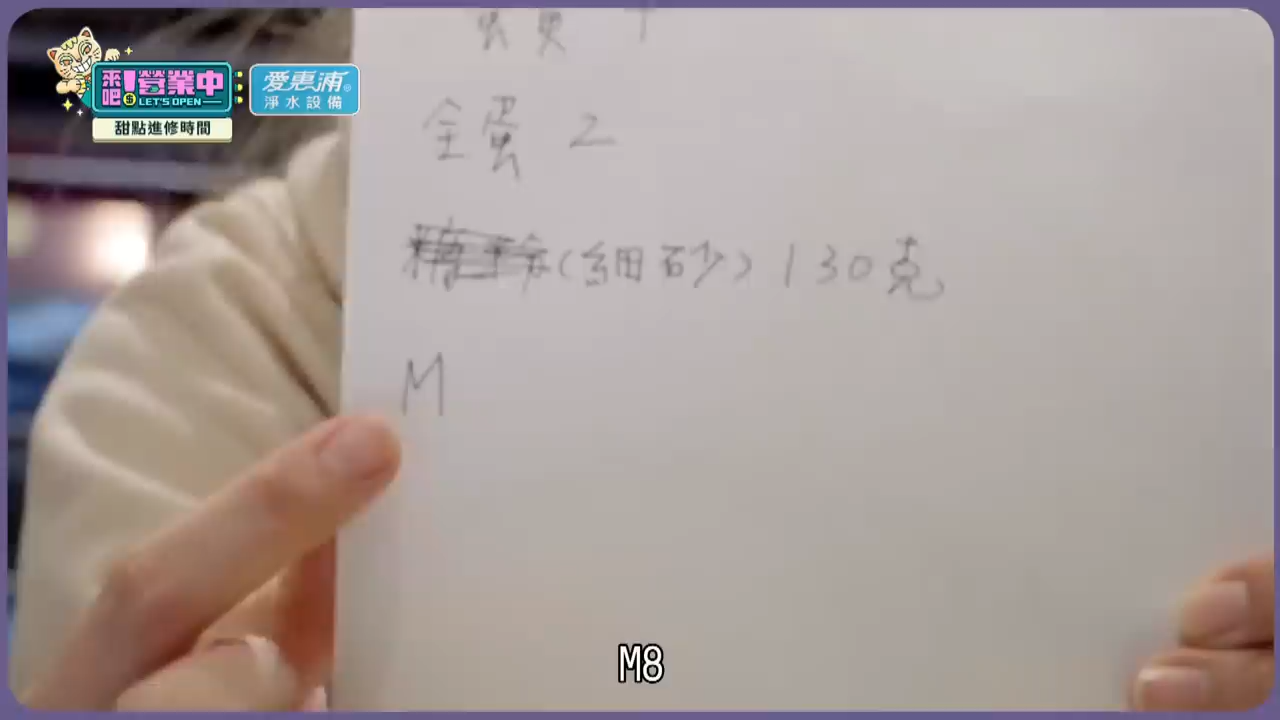 來吧!營業中
LET'S OPEN
甜點進修時間
愛惠浦®
淨水設備
全蛋 2
(細砂) 130克
M
M8